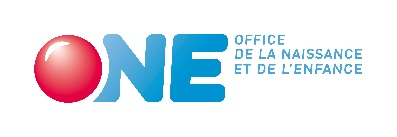 ONE
OFFICE
DE LA NAISSANCE
ET DE L'ENFANCE